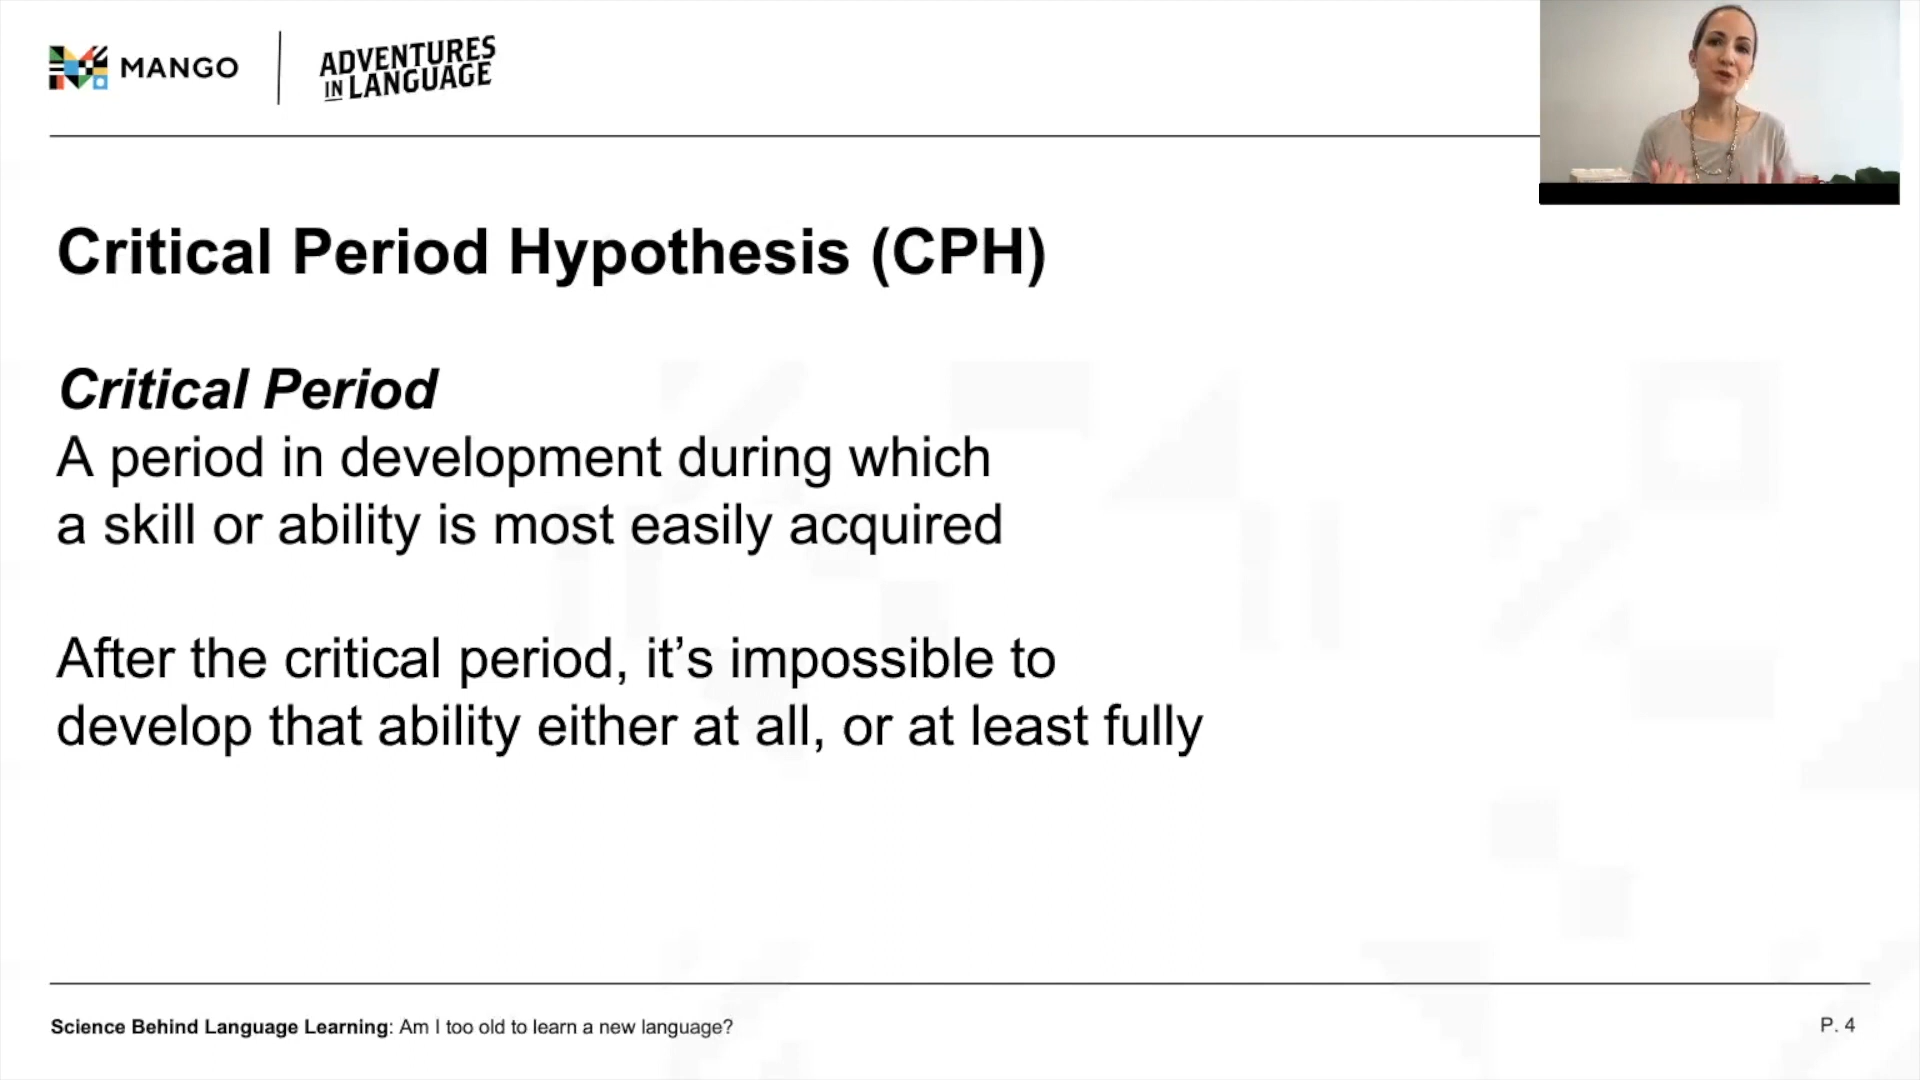 MANGO
ADVENTURES
IN LANGUAGE
Critical Period Hypothesis (CPH)
Critical Period
A period in development during which
a skill or ability is most easily acquired
After the critical period, it’s impossible to
develop that ability either at all, or at least fully
Science Behind Language Learning: Am I too old to learn a new language?
P. 4